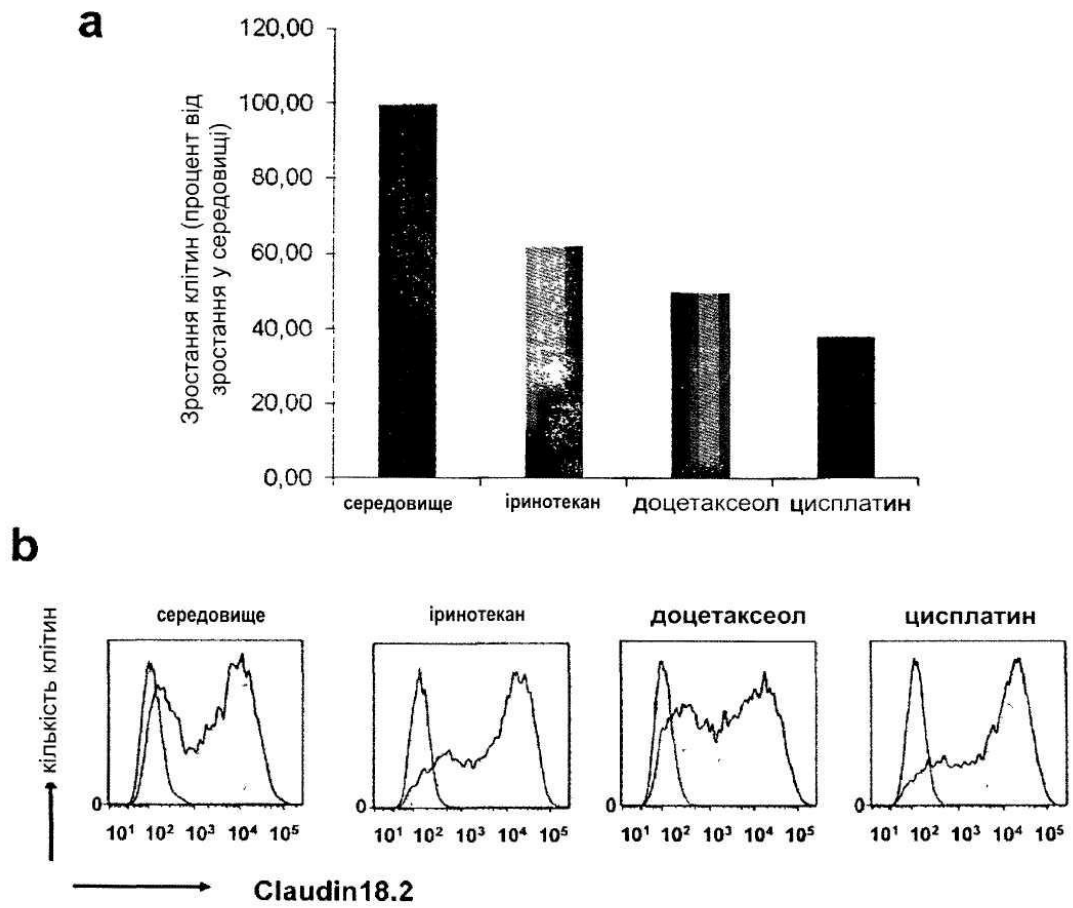 a
120,00
100,00
80,00
60,00
40,00
20,00
0,00
Зростання клітин (процент від
зростання у середовищі)
середовище іринотекан доцетаксеол цисплатин
b
середовище іринотекан доцетаксеол цисплатин
кількість клітин
0 0 0 0
10¹ 10² 10³ 10⁴ 10⁵ 10¹ 10² 10³ 10⁴ 10⁵ 10¹ 10² 10³ 10⁴ 10⁵ 10¹ 10² 10³ 10⁴ 10⁵
Claudin18.2